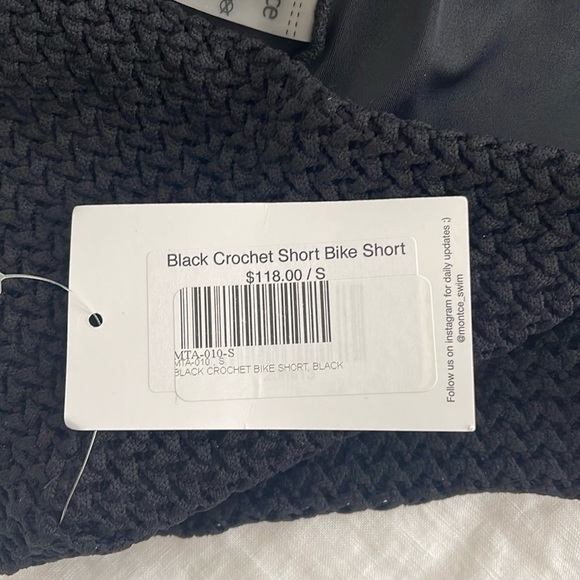 Black Crochet Short Bike Short
$118.00 / S
MTA-010-S
MTA-010 , S
BLACK CROCHET BIKE SHORT, BLACK
Follow us on instagram for daily updates :)
@montce_swim